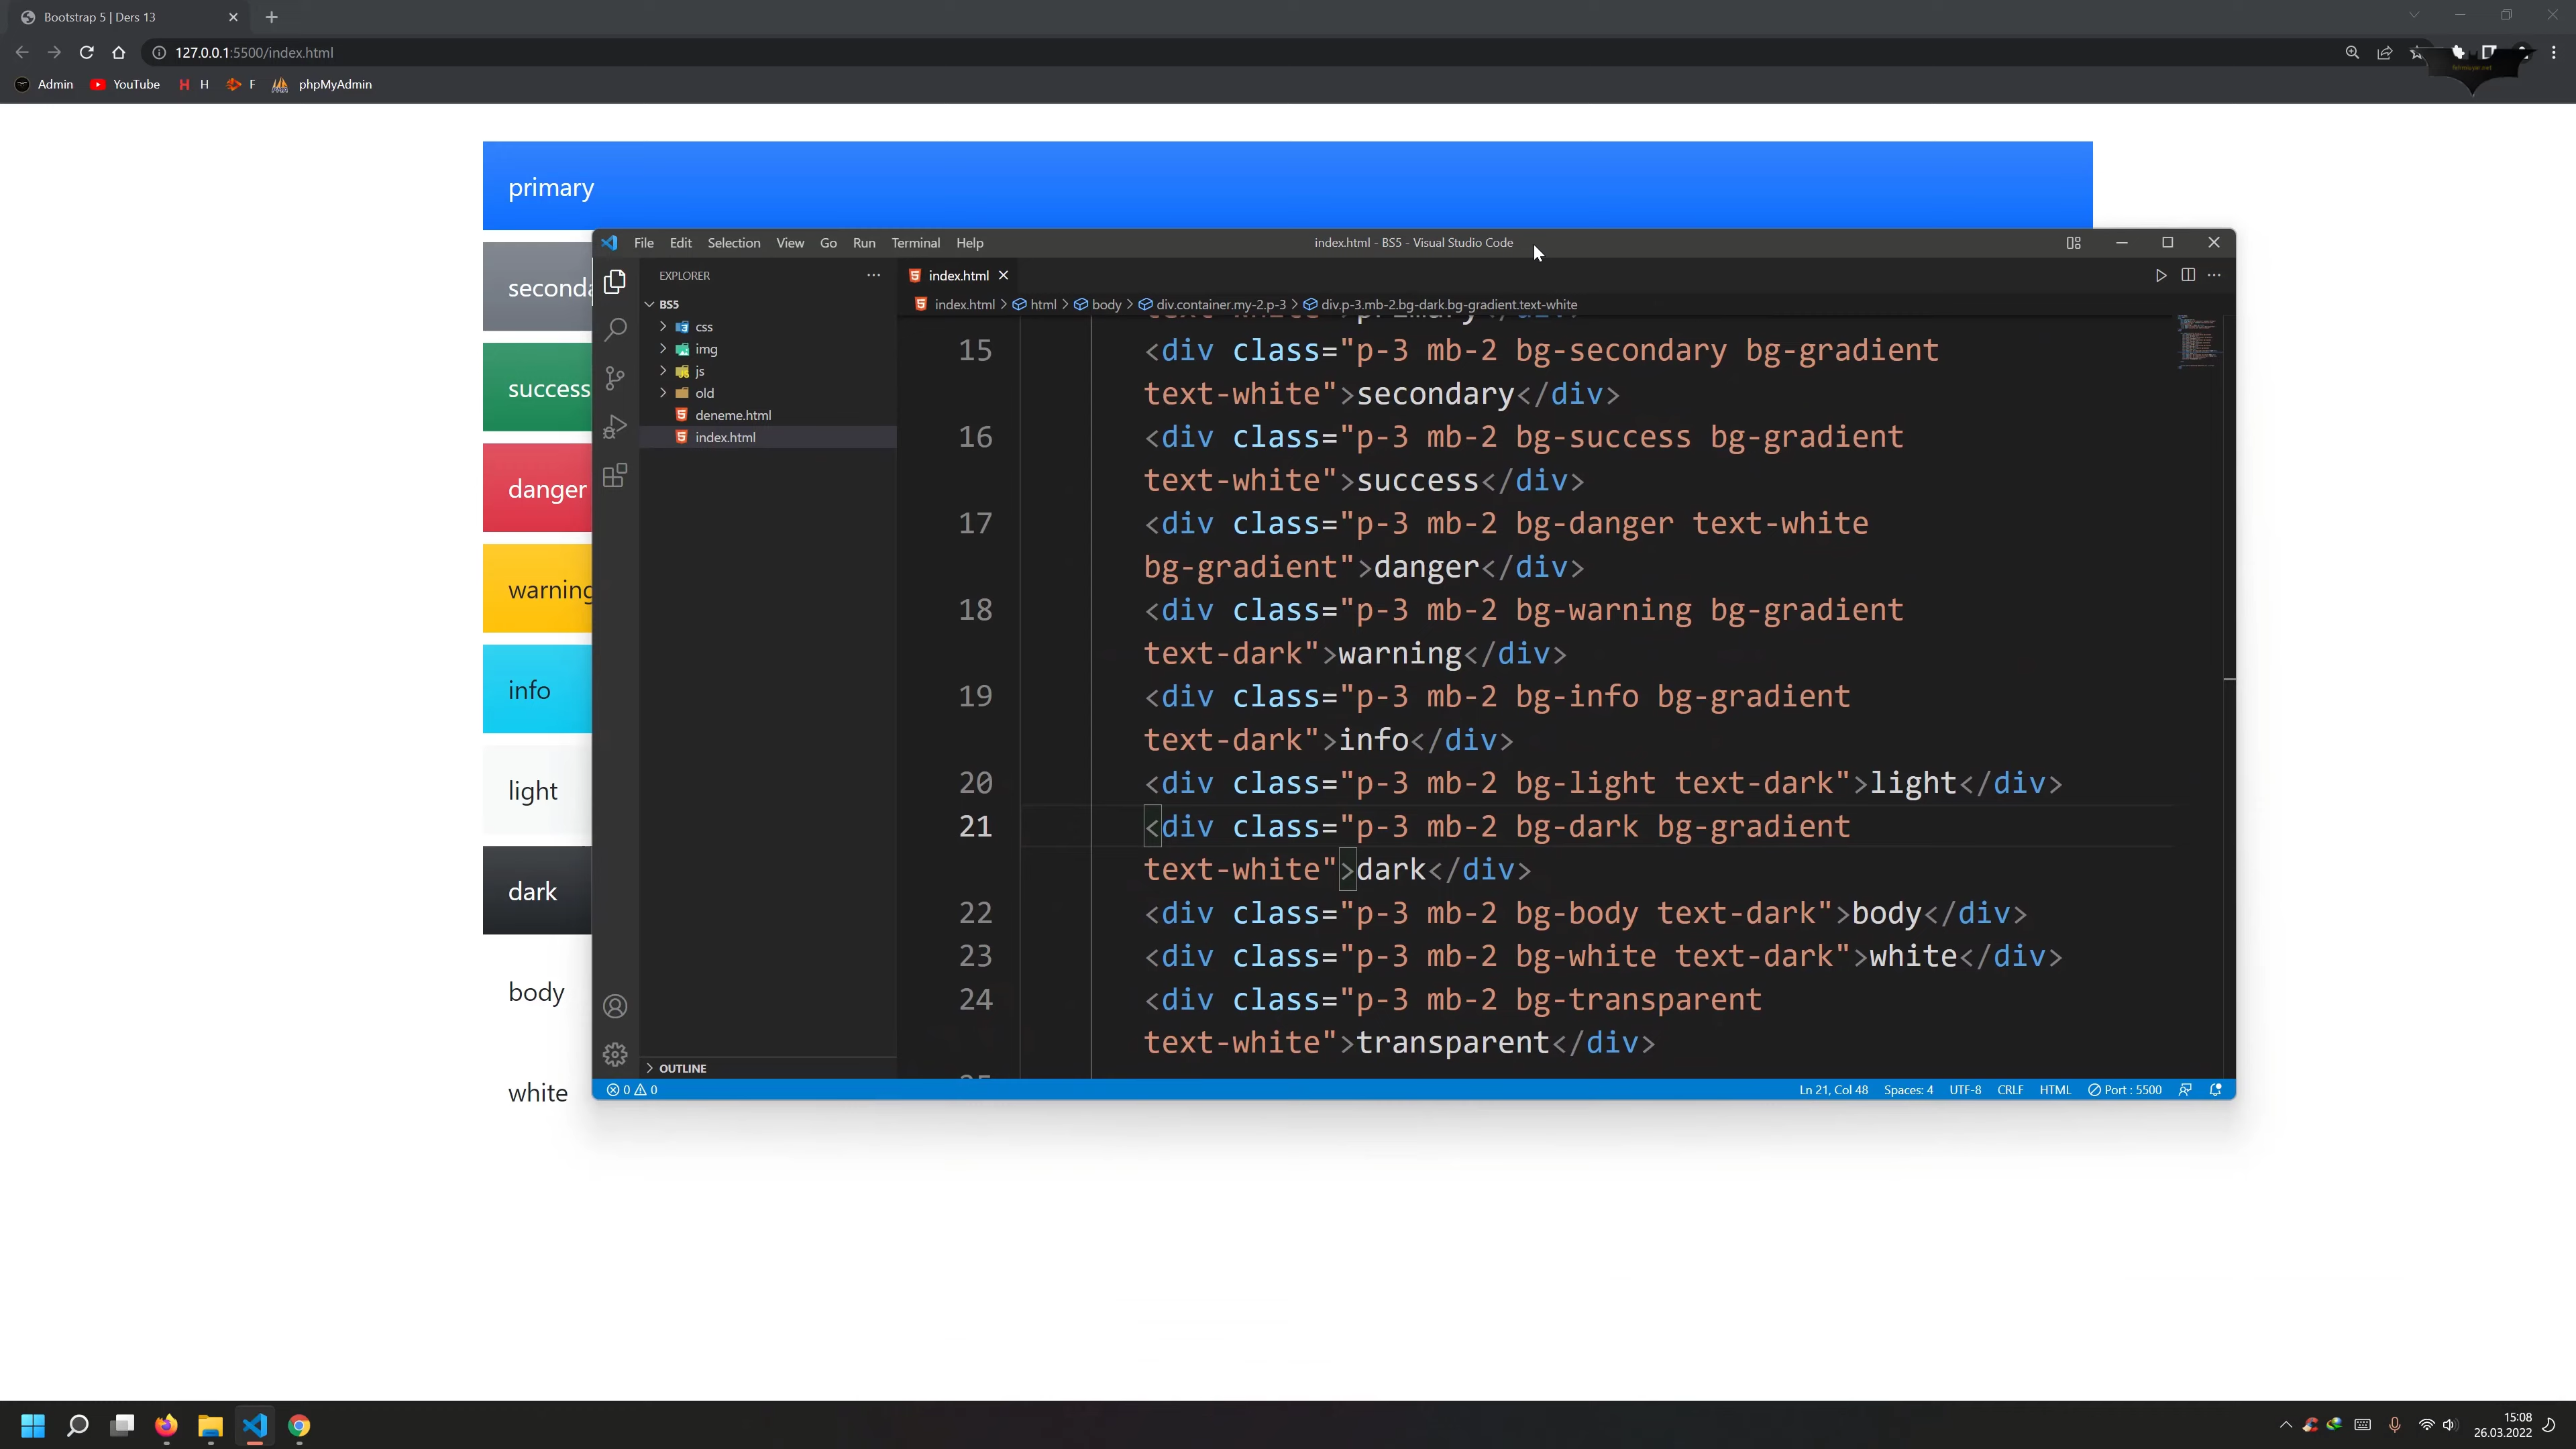 Bootstrap 5 | Ders 13
127.0.0.1:5500/index.html
Admin
YouTube
H
F
phpMyAdmin
primary
success
danger
warning
info
light
dark
body
white
File Edit Selection View Go Run Terminal Help
index.html - BS5 - Visual Studio Code
EXPLORER
BS5
css
img
js
old
deneme.html
index.html
OUTLINE
index.html
index.html > html > body > div.container.my-2.p-3 > div.p-3.mb-2.bg-dark.bg-gradient.text-white
15 <div class="p-3 mb-2 bg-secondary bg-gradient
text-white">secondary</div>
16 <div class="p-3 mb-2 bg-success bg-gradient
text-white">success</div>
17 <div class="p-3 mb-2 bg-danger text-white
bg-gradient">danger</div>
18 <div class="p-3 mb-2 bg-warning bg-gradient
text-dark">warning</div>
19 <div class="p-3 mb-2 bg-info bg-gradient
text-dark">info</div>
20 <div class="p-3 mb-2 bg-light text-dark">light</div>
21 <div class="p-3 mb-2 bg-dark bg-gradient
text-white">dark</div>
22 <div class="p-3 mb-2 bg-body text-dark">body</div>
23 <div class="p-3 mb-2 bg-white text-dark">white</div>
24 <div class="p-3 mb-2 bg-transparent
text-white">transparent</div>
0 0
Ln 21, Col 48 Spaces: 4 UTF-8 CRLF HTML Port : 5500
15:08
26.03.2022